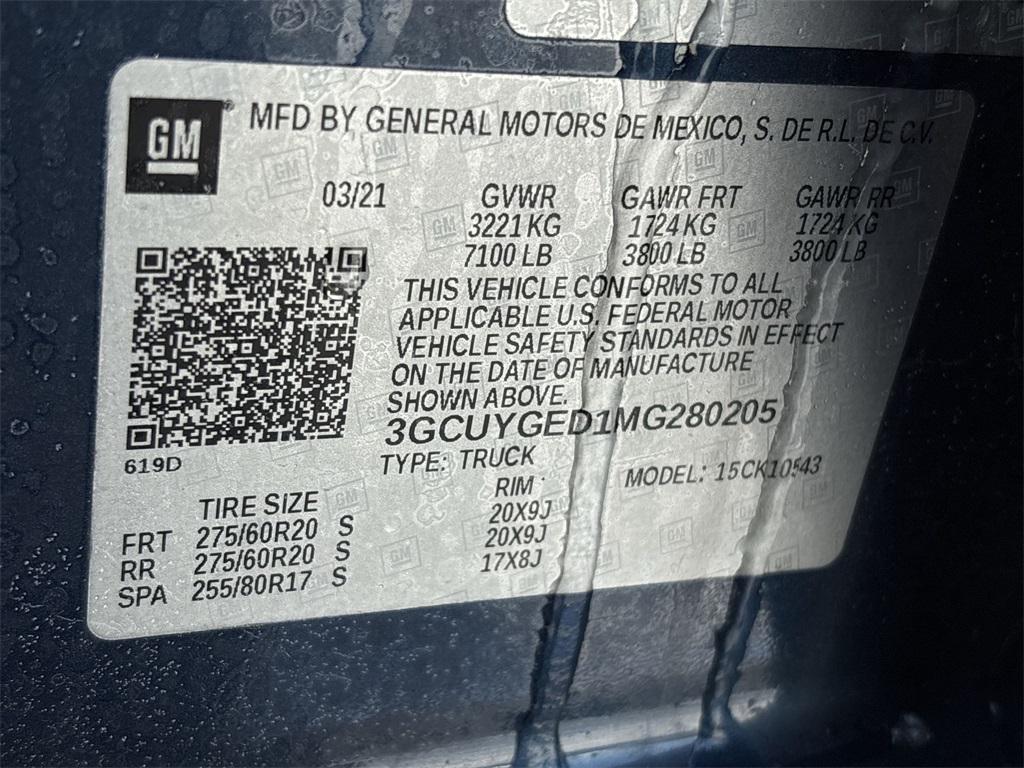 GM ® MFD BY GENERAL MOTORS DE MEXICO, S. DE R.L. DE C.V.
03/21 GVWR GAWR FRT GAWR RR
3221 KG 1724 KG 1724 KG
7100 LB 3800 LB 3800 LB
THIS VEHICLE CONFORMS TO ALL
APPLICABLE U.S. FEDERAL MOTOR
VEHICLE SAFETY STANDARDS IN EFFECT
ON THE DATE OF MANUFACTURE
SHOWN ABOVE.
3GCUYGED1MG280205
619D TYPE: TRUCK MODEL: 15CK10543
TIRE SIZE RIM
FRT 275/60R20 S 20X9J
RR 275/60R20 S 20X9J
SPA 255/80R17 S 17X8J